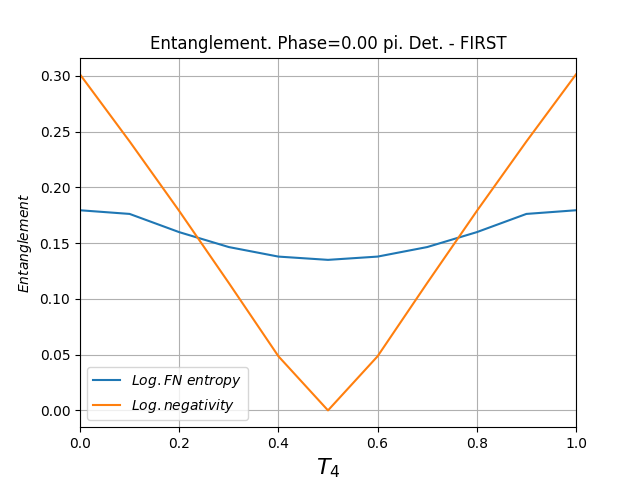 Entanglement. Phase=0.00 pi. Det. - FIRST
0.30
0.25
0.20
0.15
0.10
0.05
0.00
Entanglement
Log. FN entropy
Log. negativity
0.0 0.2 0.4 0.6 0.8 1.0
T₄